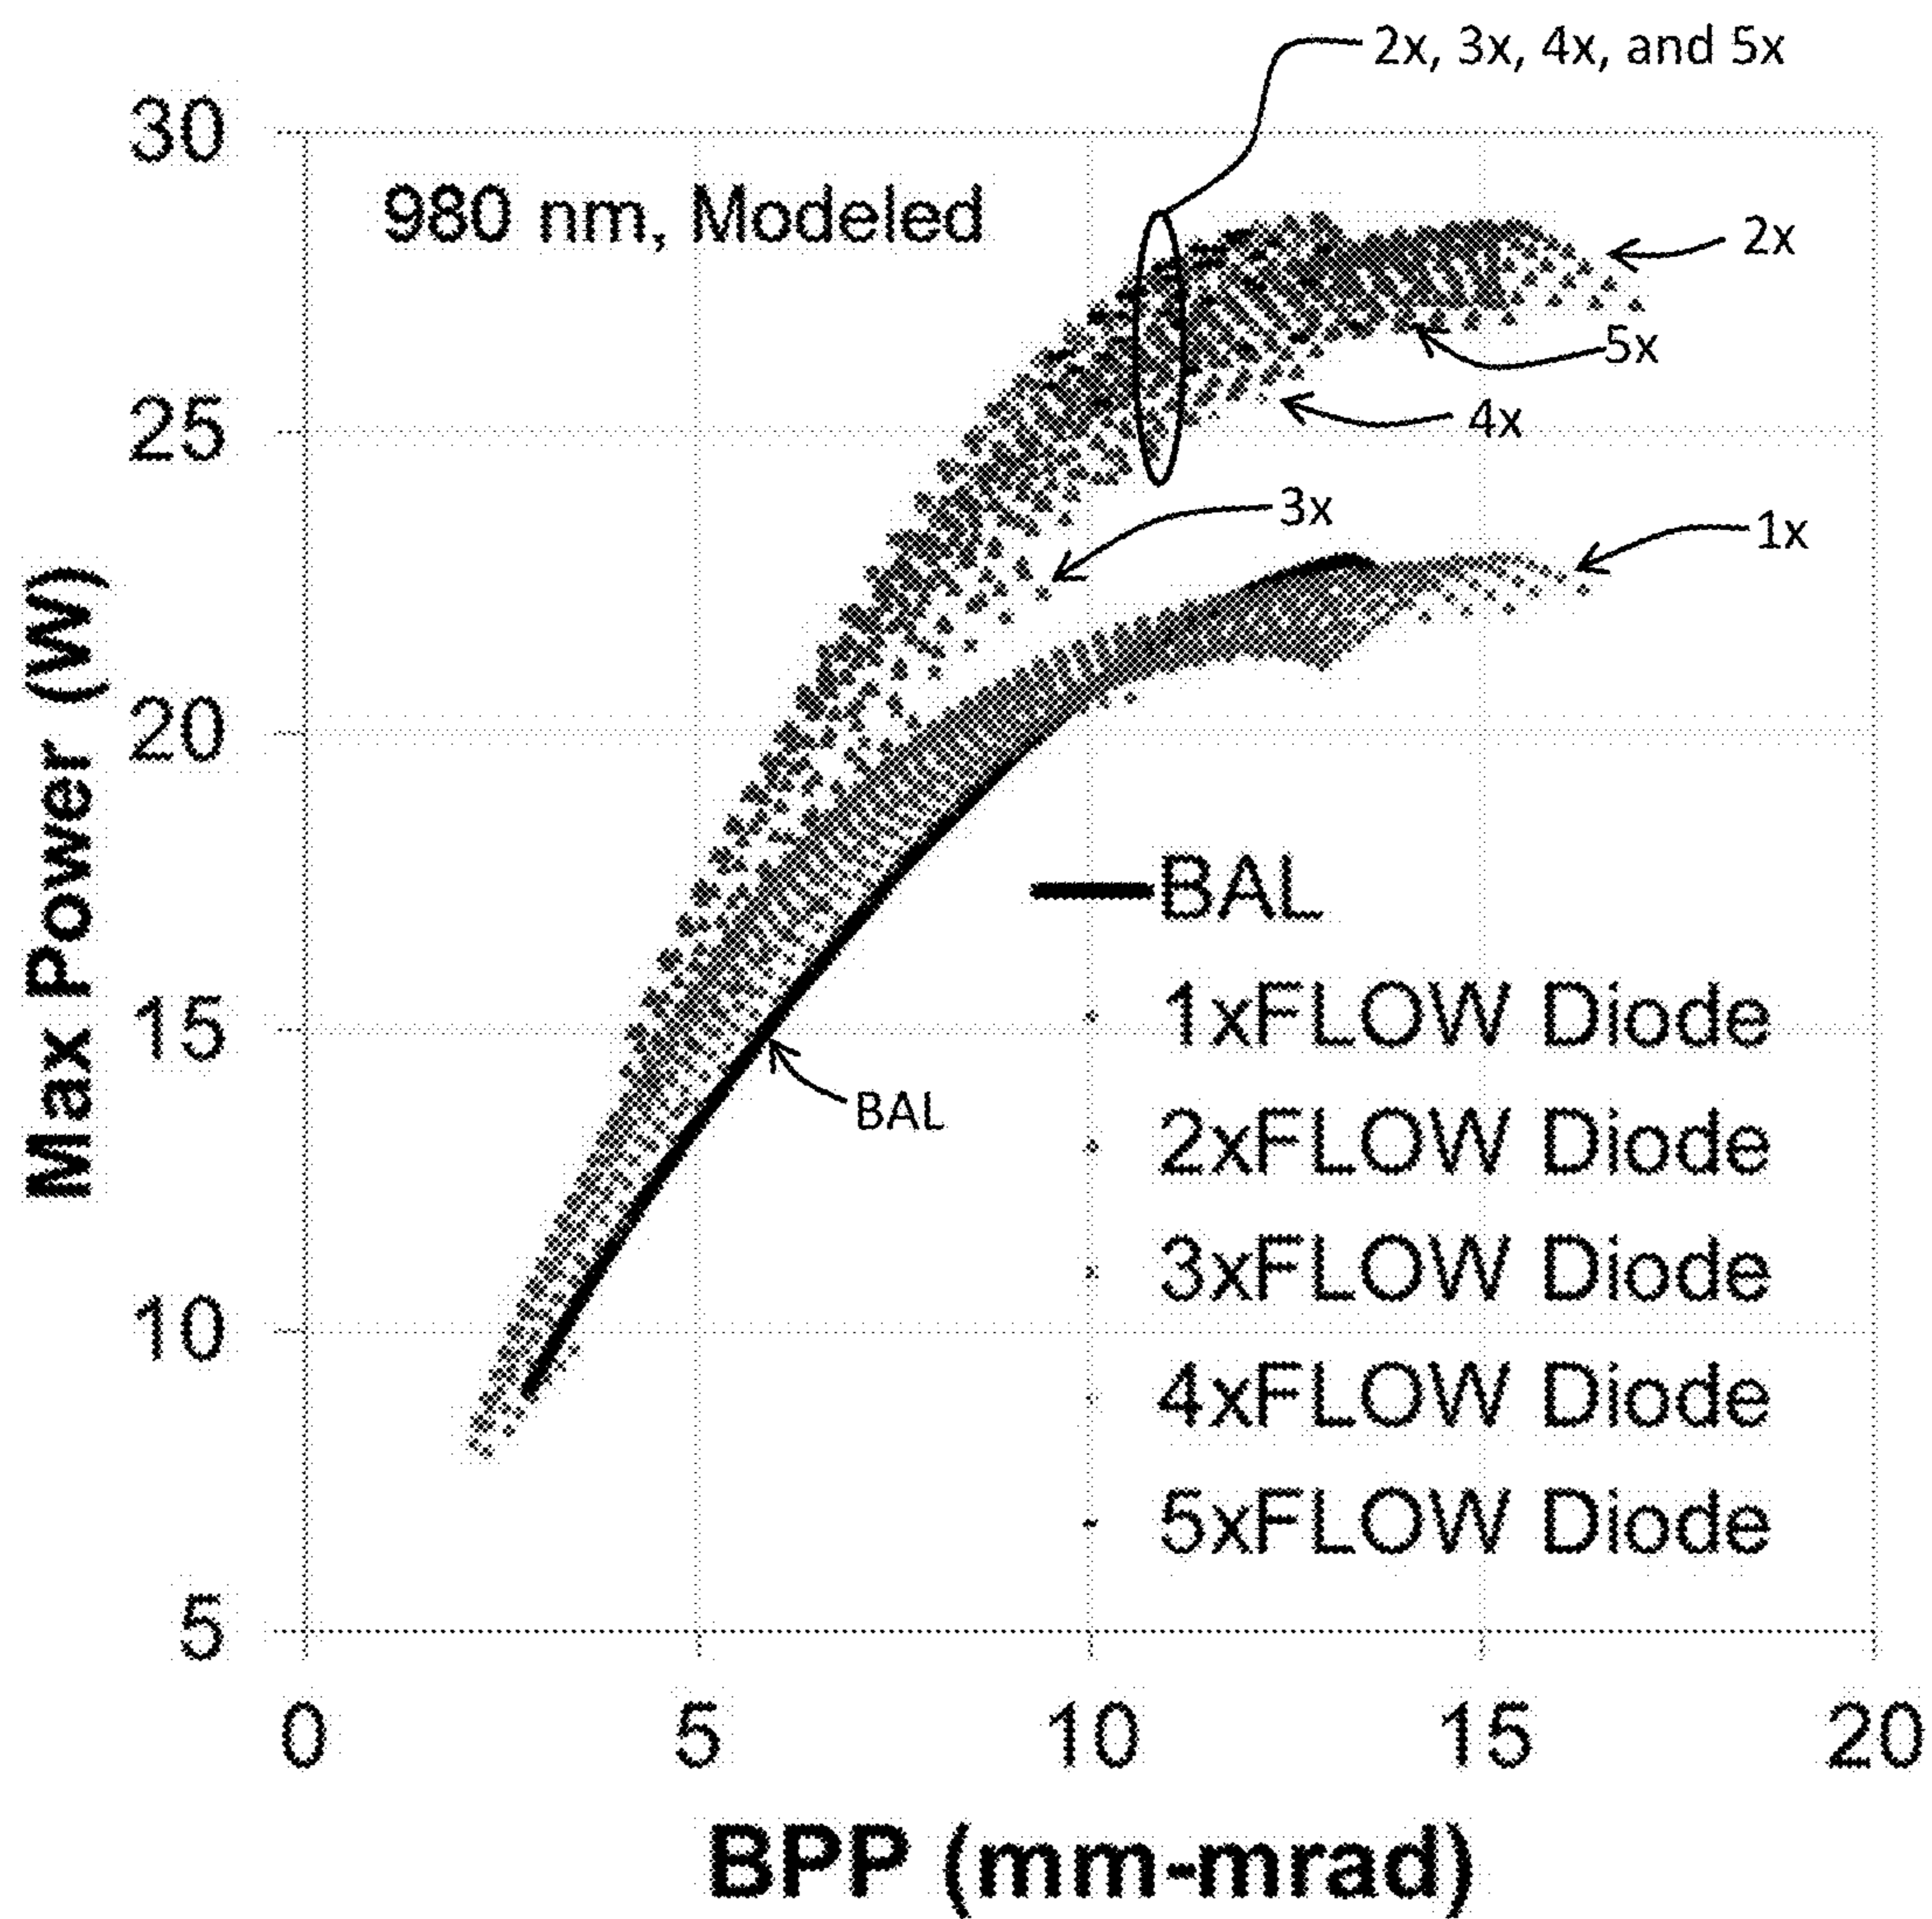 2x, 3x, 4x, and 5x
30
980 nm, Modeled
2x
5x
25
4x
3x
1x
Max Power (W)
20
BAL
15
1xFLOW Diode
BAL
2xFLOW Diode
3xFLOW Diode
10
4xFLOW Diode
5xFLOW Diode
5
0 5 10 15 20
BPP (mm-mrad)